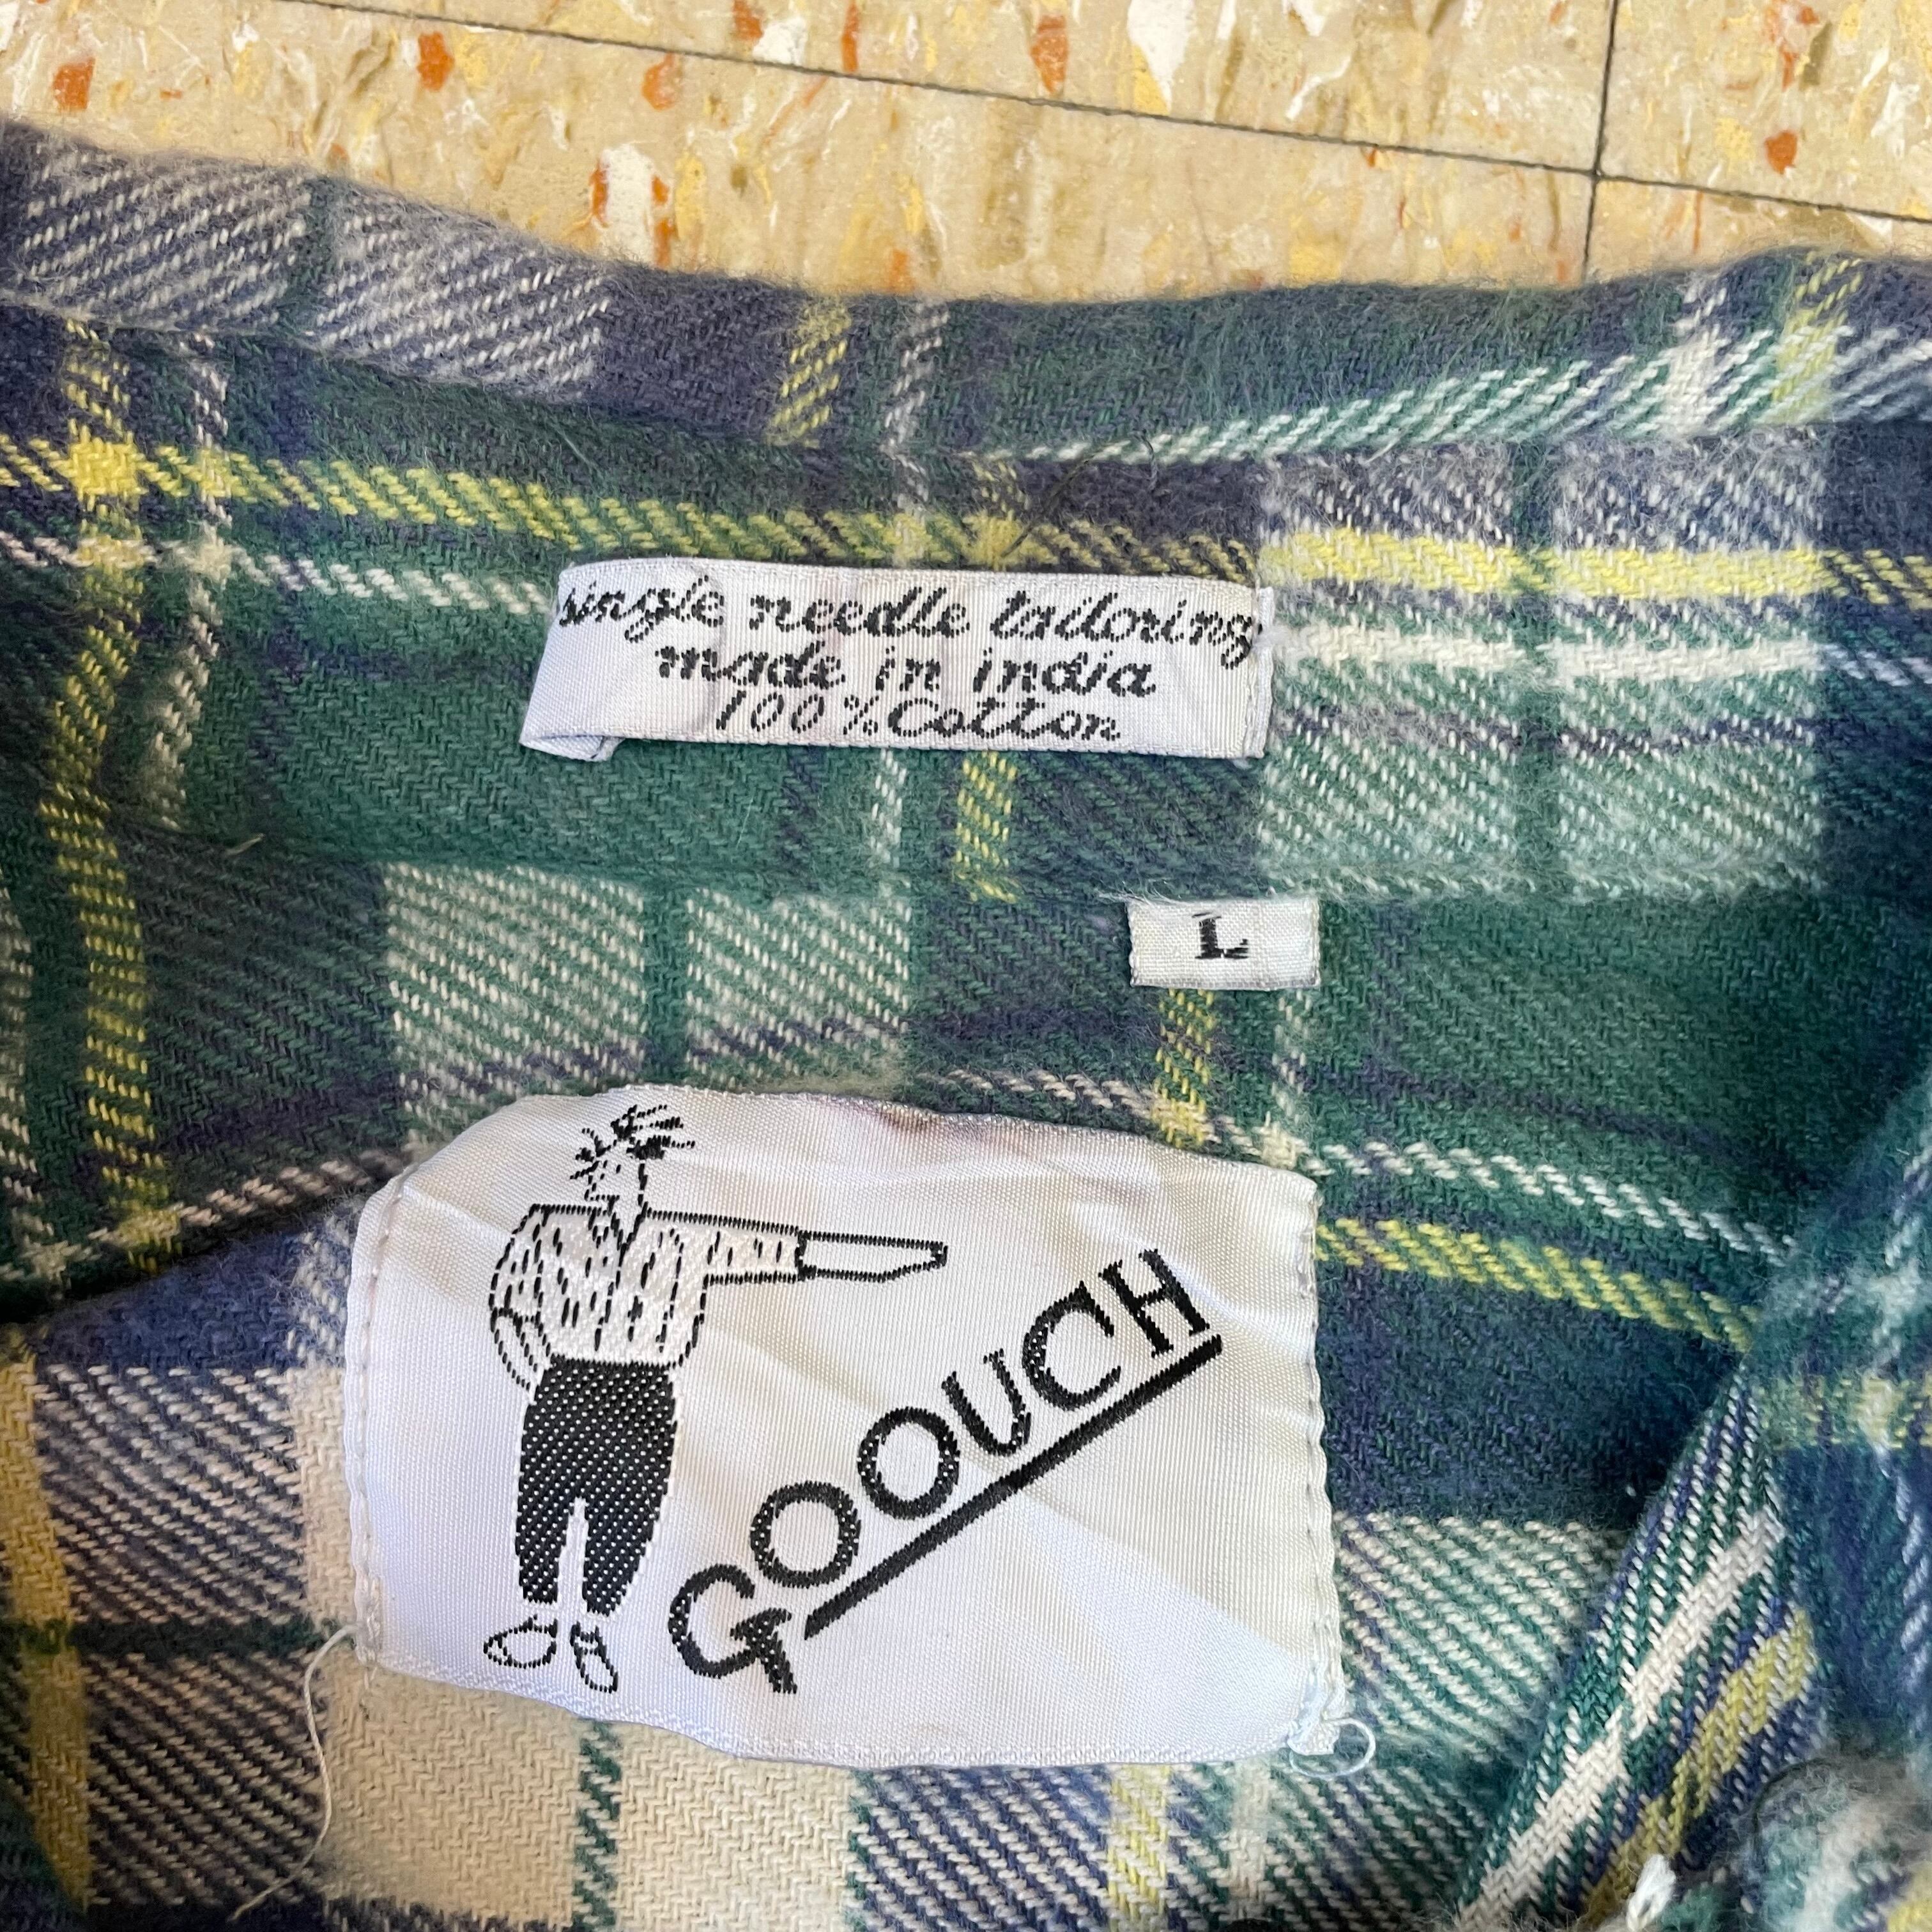 single needle tailoring
made in india
100% Cotton
L
GOOUCH